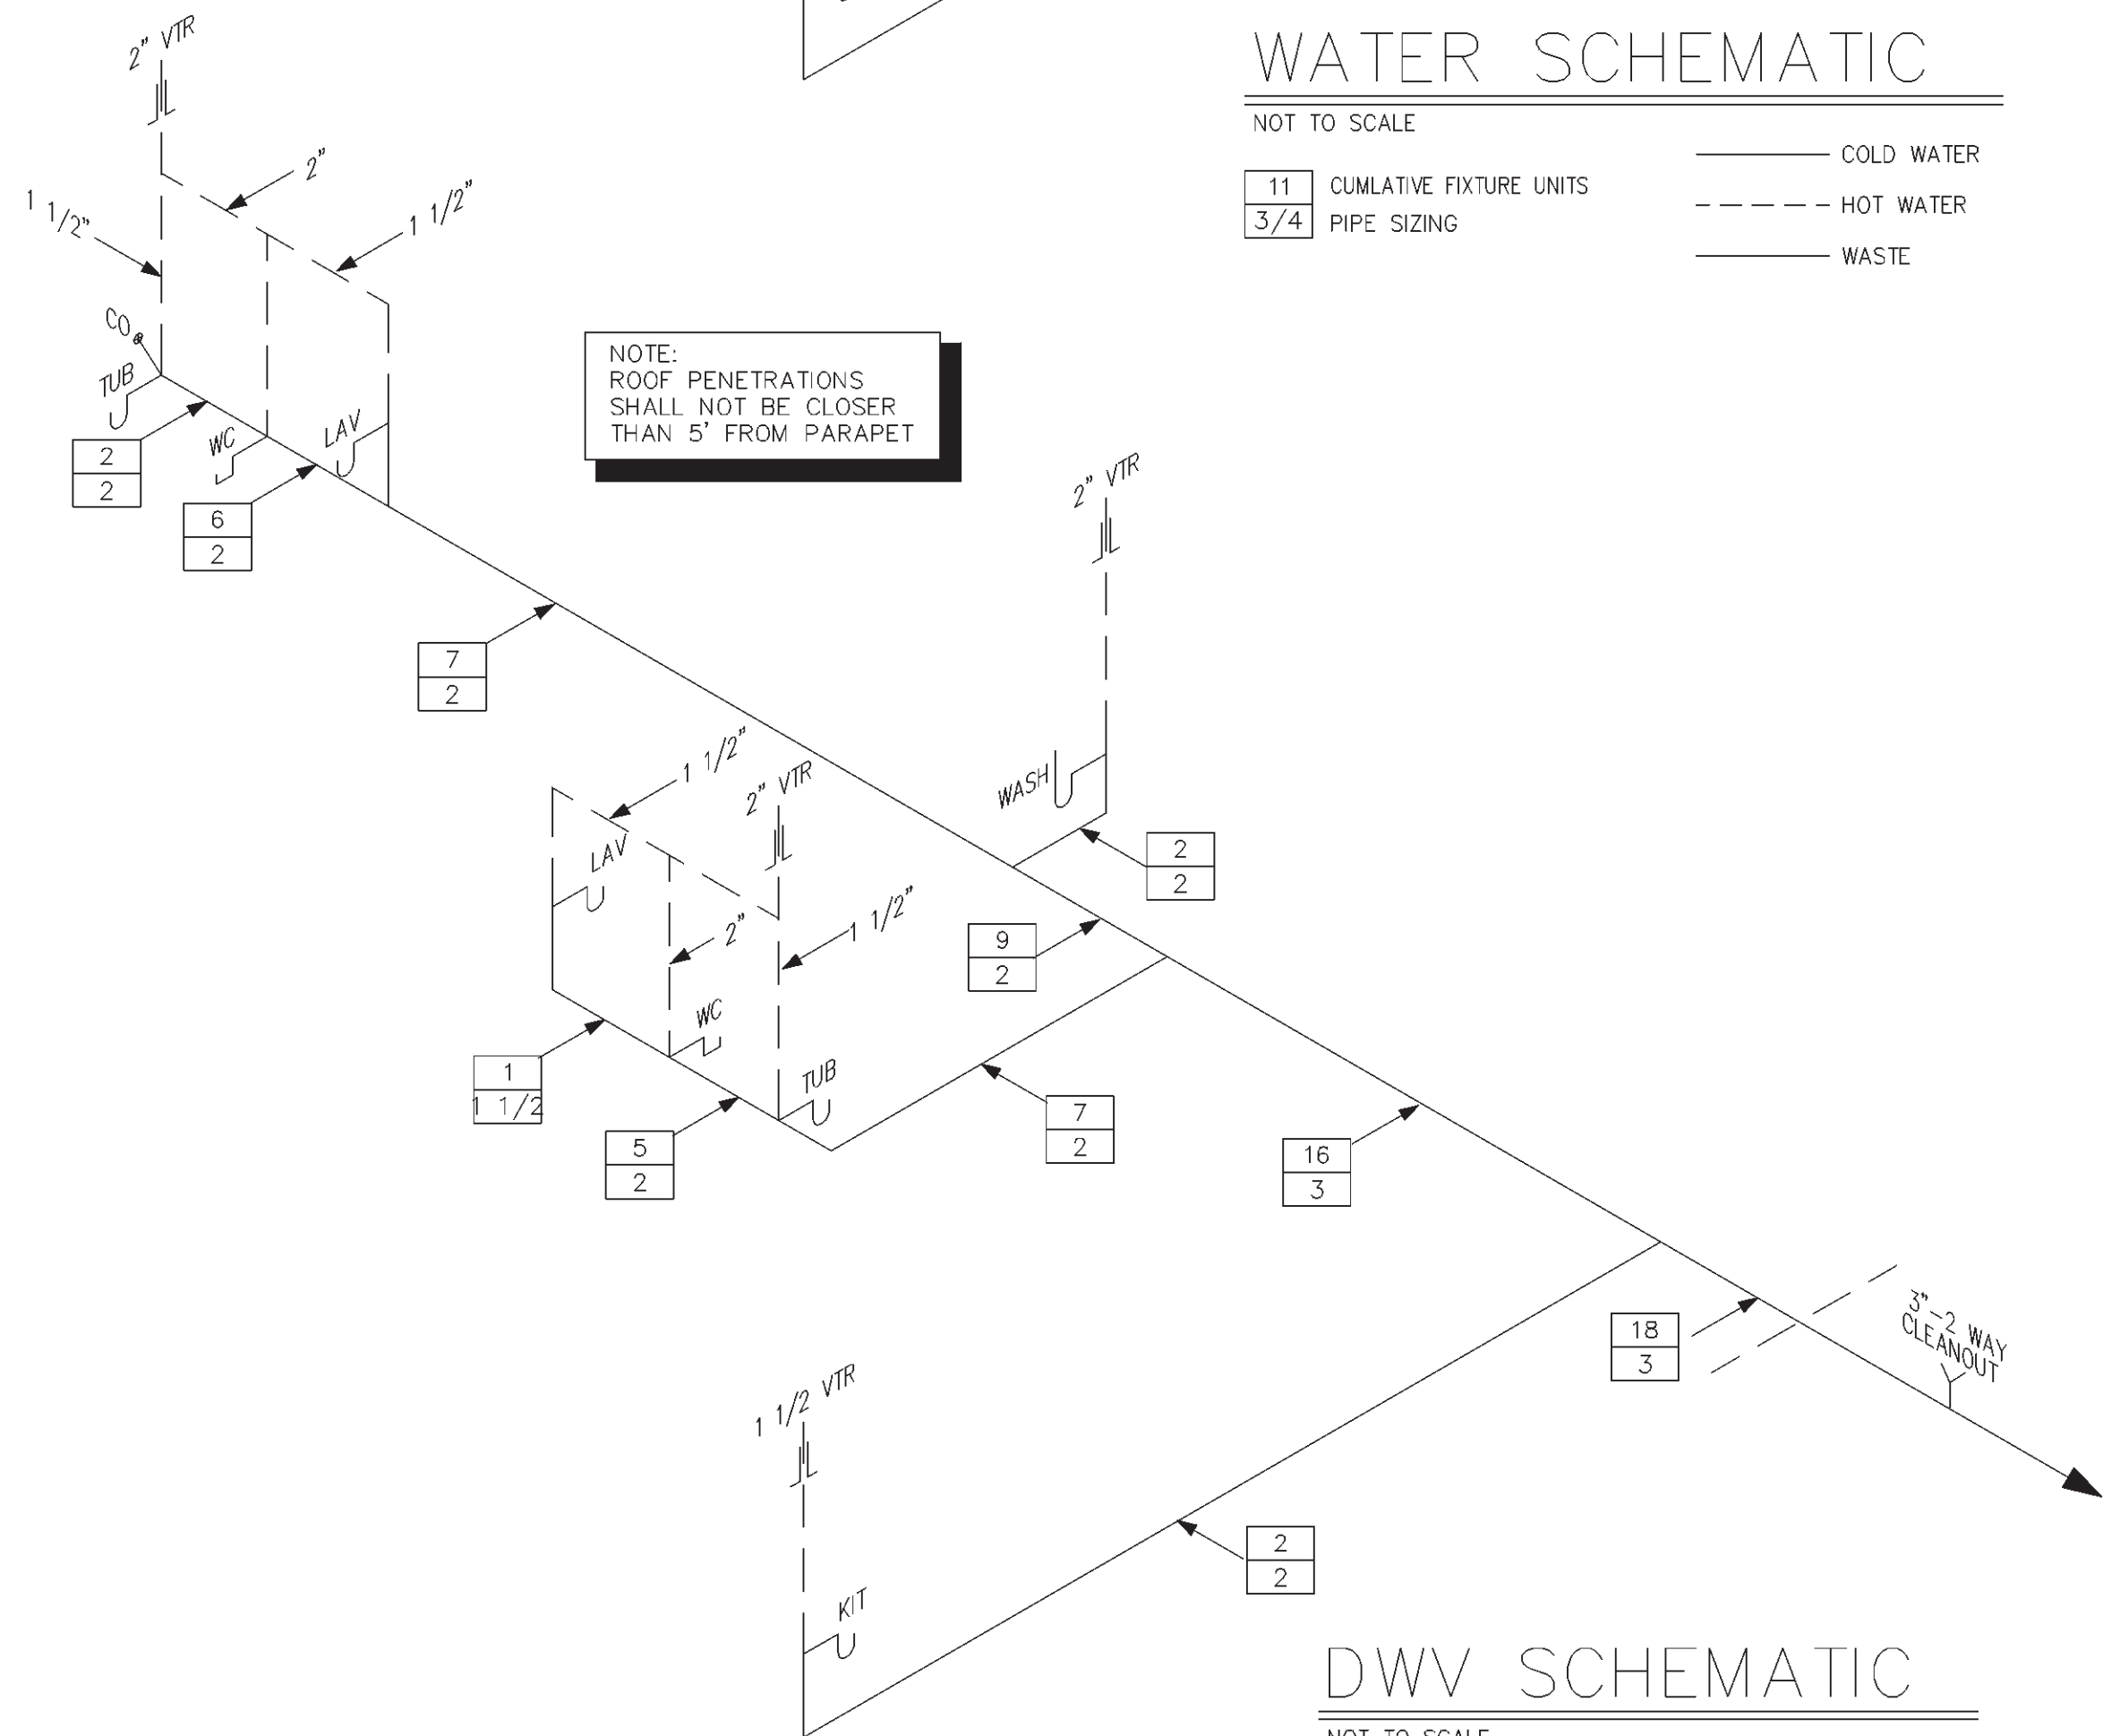 WATER SCHEMATIC
NOT TO SCALE
11
3/4
CUMLATIVE FIXTURE UNITS
PIPE SIZING
COLD WATER
HOT WATER
WASTE
2" VTR
2"
1 1/2"
1 1/2"
CO
TUB
WC
LAV
2
2
6
2
NOTE:
ROOF PENETRATIONS
SHALL NOT BE CLOSER
THAN 5' FROM PARAPET
7
2
2" VTR
WASH
2
2
1 1/2"
2" VTR
LAV
2"
1 1/2"
9
2
WC
TUB
1
1 1/2
5
2
7
2
16
3
18
3
3"-2 WAY
CLEANOUT
1 1/2 VTR
KIT
2
2
DWV SCHEMATIC
NOT TO SCALE